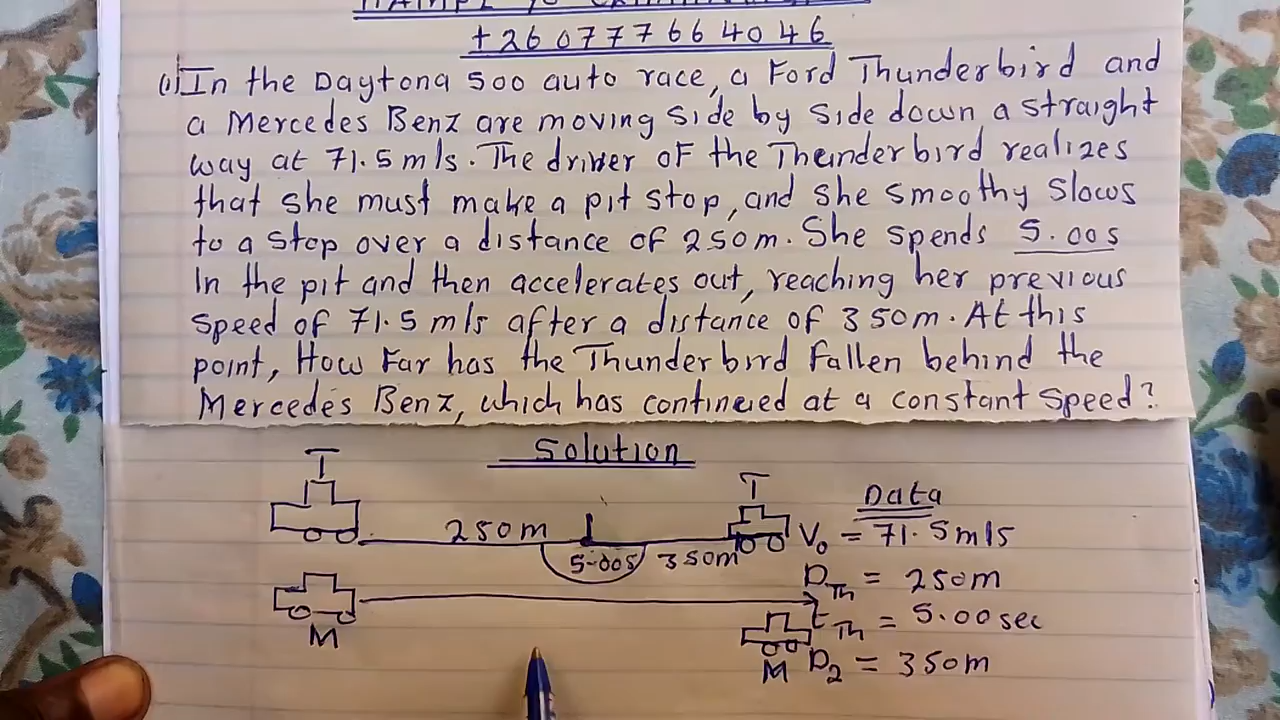 +260777664046
(1) In the Daytona 500 auto race, a Ford Thunderbird and
a Mercedes Benz are moving side by side down a straight
way at 71.5 m/s. The driver of the Theinderbird realizes
that she must make a pit stop, and she smoothy slows
to a stop over a distance of 250m. She spends 5.00s
In the pit and then accelerates out, reaching her previous
speed of 71.5 m/s after a distance of 350m. At this
point, How Far has the Thunderbird fallen behind the
Mercedes Benz, which has continued at a constant speed?
Solution
T
T
Data
250m
5.00s
350m
V₀ = 71.5m/s
D_Th = 250m
t_Th = 5.00 sec
M
M
D₂ = 350m